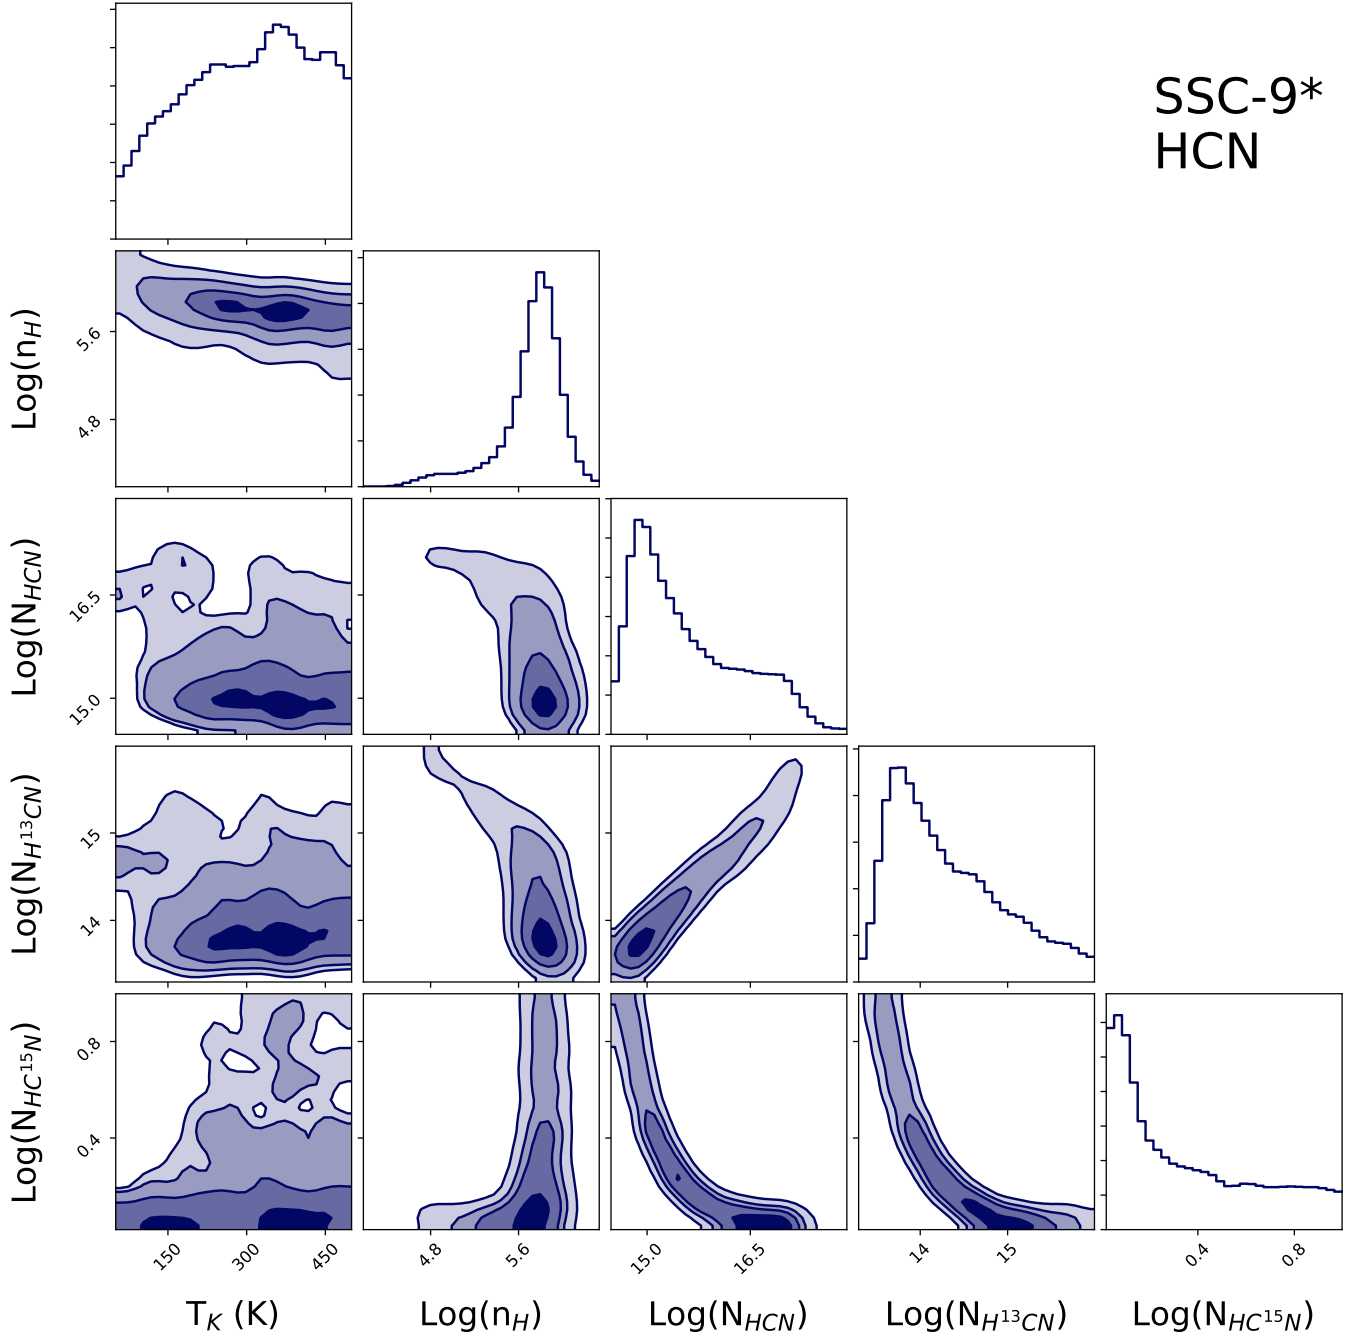 SSC-9*
HCN
Log(n_H)
5.6
4.8
Log(N_HCN)
16.5
15.0
Log(N_H¹³CN)
15
14
Log(N_HC¹⁵N)
0.8
0.4
150 300 450 4.8 5.6 15.0 16.5 14 15 0.4 0.8
T_K (K) Log(n_H) Log(N_HCN) Log(N_H¹³CN) Log(N_HC¹⁵N)